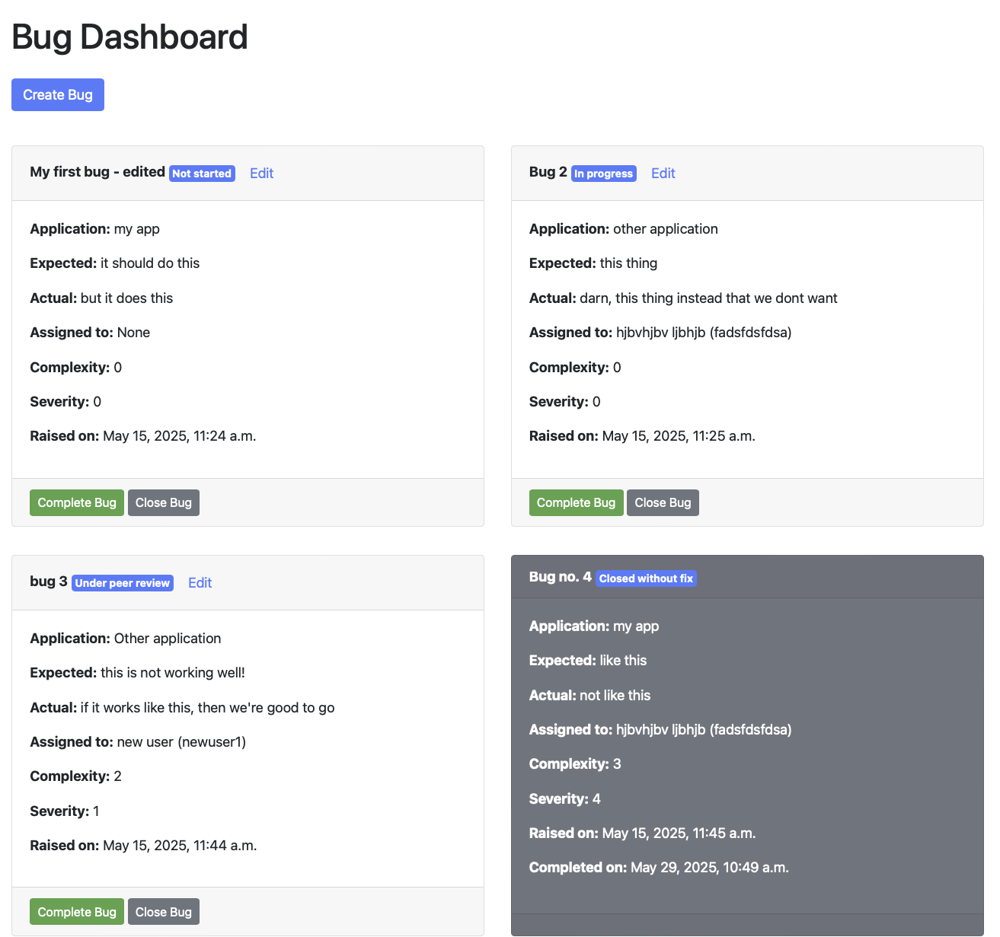 Bug Dashboard
Create Bug
My first bug - edited Not started Edit
Application: my app
Expected: it should do this
Actual: but it does this
Assigned to: None
Complexity: 0
Severity: 0
Raised on: May 15, 2025, 11:24 a.m.
Complete Bug Close Bug
Bug 2 In progress Edit
Application: other application
Expected: this thing
Actual: darn, this thing instead that we dont want
Assigned to: hjbvhjbv ljbhjb (fadsfdsfdsa)
Complexity: 0
Severity: 0
Raised on: May 15, 2025, 11:25 a.m.
Complete Bug Close Bug
bug 3 Under peer review Edit
Application: Other application
Expected: this is not working well!
Actual: if it works like this, then we're good to go
Assigned to: new user (newuser1)
Complexity: 2
Severity: 1
Raised on: May 15, 2025, 11:44 a.m.
Complete Bug Close Bug
Bug no. 4 Closed without fix
Application: my app
Expected: like this
Actual: not like this
Assigned to: hjbvhjbv ljbhjb (fadsfdsfdsa)
Complexity: 3
Severity: 4
Raised on: May 15, 2025, 11:45 a.m.
Completed on: May 29, 2025, 10:49 a.m.